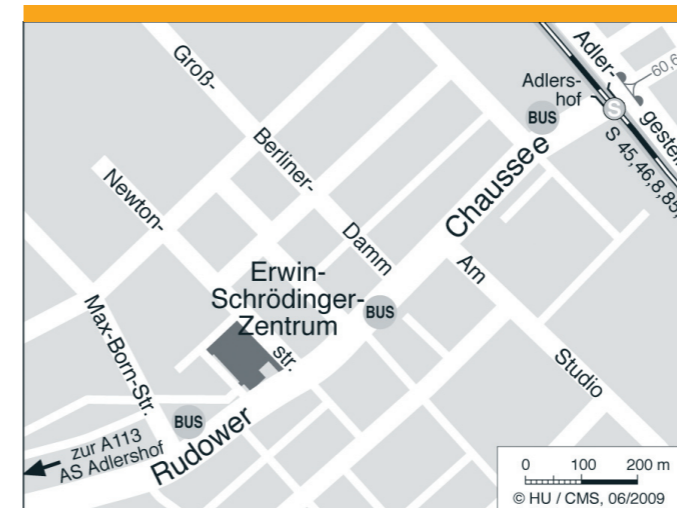 Groß-
Berliner-
Damm
Newton-
str.
Adlers-
hof
Adler-
gestell
60,6
S
BUS
S 45,46,8,85,
Chaussee
Am
Studio
Erwin-
Schrödinger-
Zentrum
BUS
Max-Born-Str.
BUS
Rudower
zur A113
AS Adlershof
0 100 200 m
© HU / CMS, 06/2009